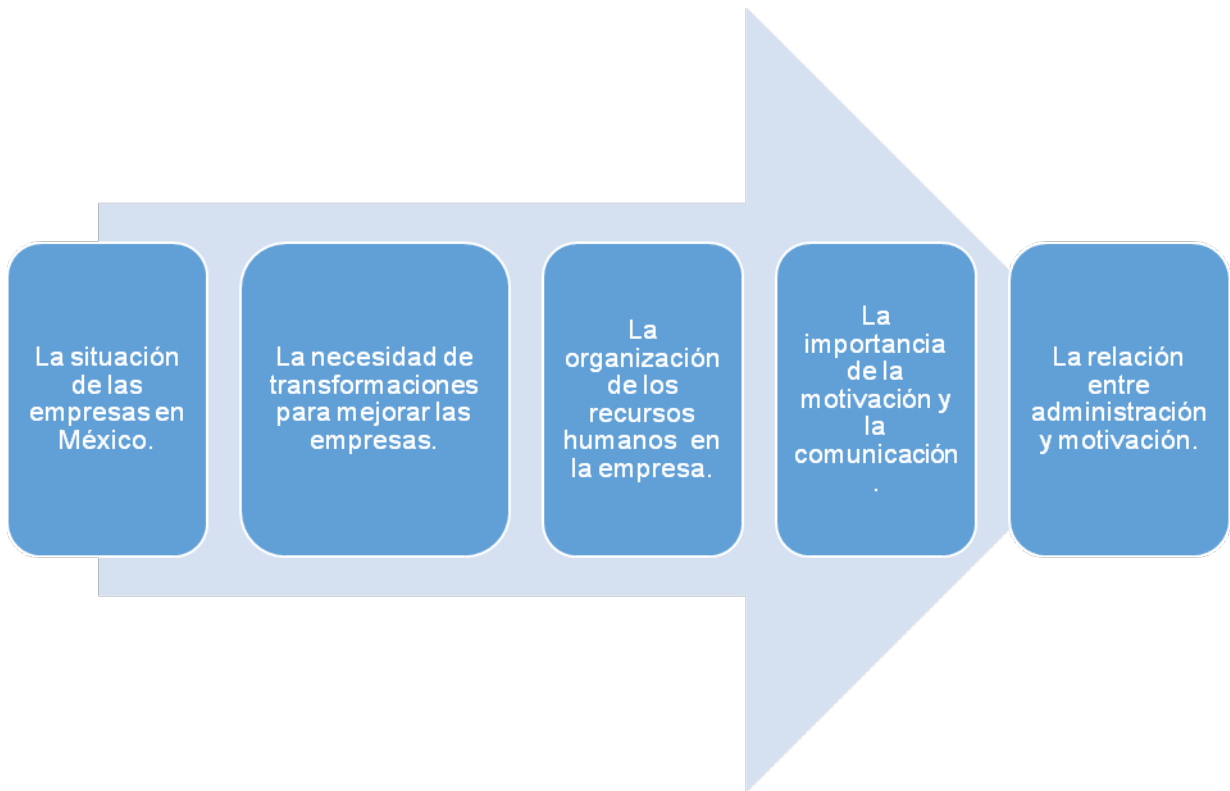 La situación
de las
empresas en
México.
La necesidad de
transformaciones
para mejorar las
empresas.
La
organización
de los
recursos
humanos en
la empresa.
La
importancia
de la
motivación y
la
comunicación
.
La relación
entre
administración
y motivación.